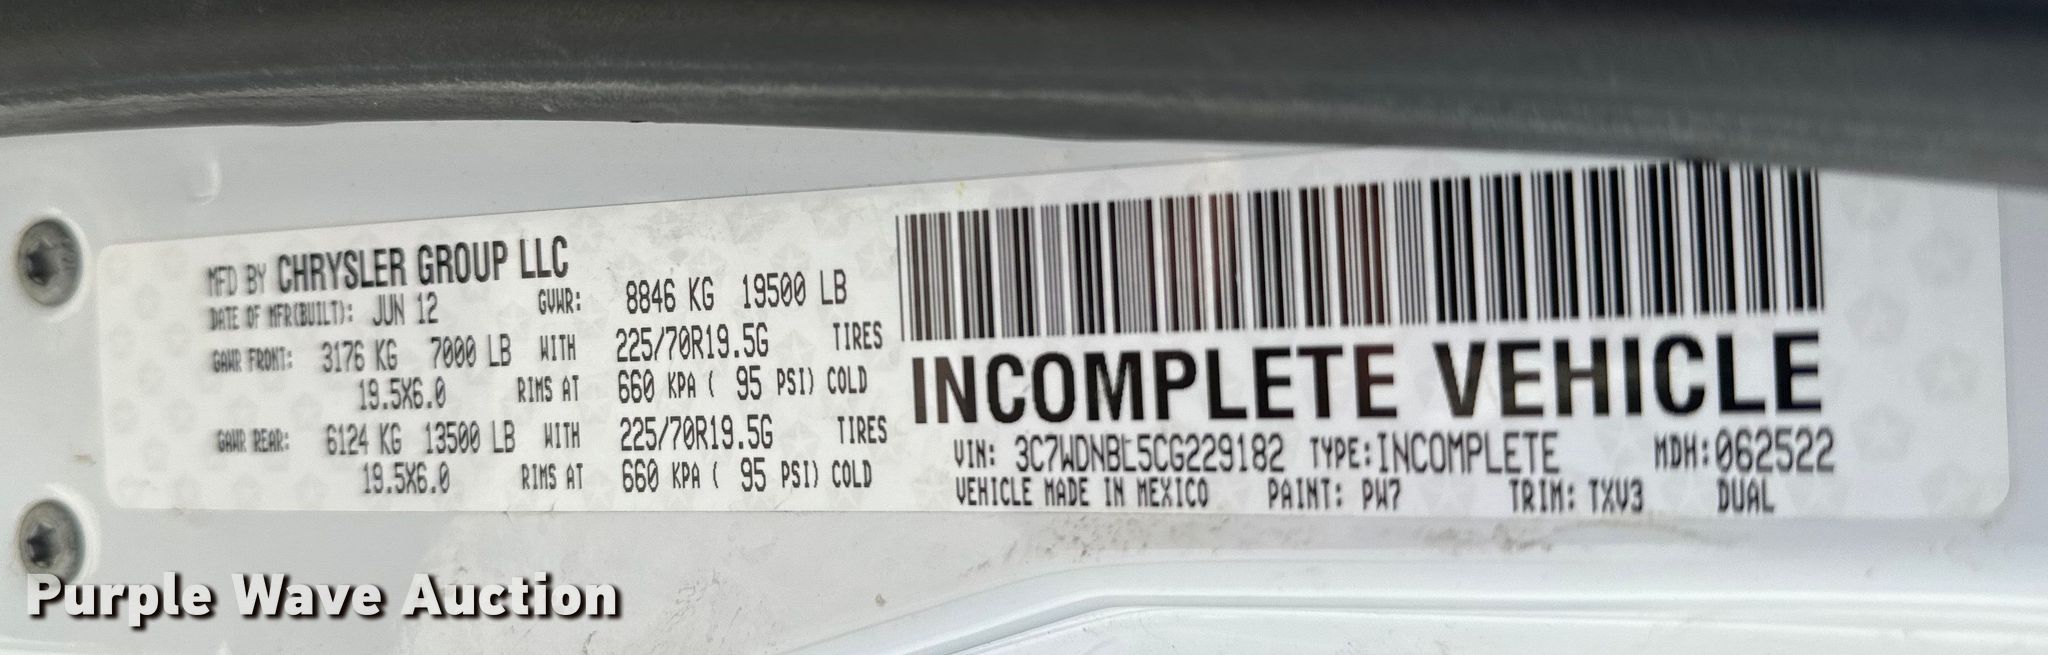 MFD BY CHRYSLER GROUP LLC
DATE OF MFR(BUILT): JUN 12 GVWR: 8846 KG 19500 LB
GAWR FRONT: 3176 KG 7000 LB WITH 225/70R19.5G TIRES
19.5X6.0 RIMS AT 660 KPA ( 95 PSI) COLD
GAWR REAR: 6124 KG 13500 LB WITH 225/70R19.5G TIRES
19.5X6.0 RIMS AT 660 KPA ( 95 PSI) COLD
INCOMPLETE VEHICLE
VIN: 3C7WDNBL5CG229182 TYPE:INCOMPLETE MDH:062522
VEHICLE MADE IN MEXICO PAINT: PW7 TRIM: TXV3 DUAL
Purple Wave Auction